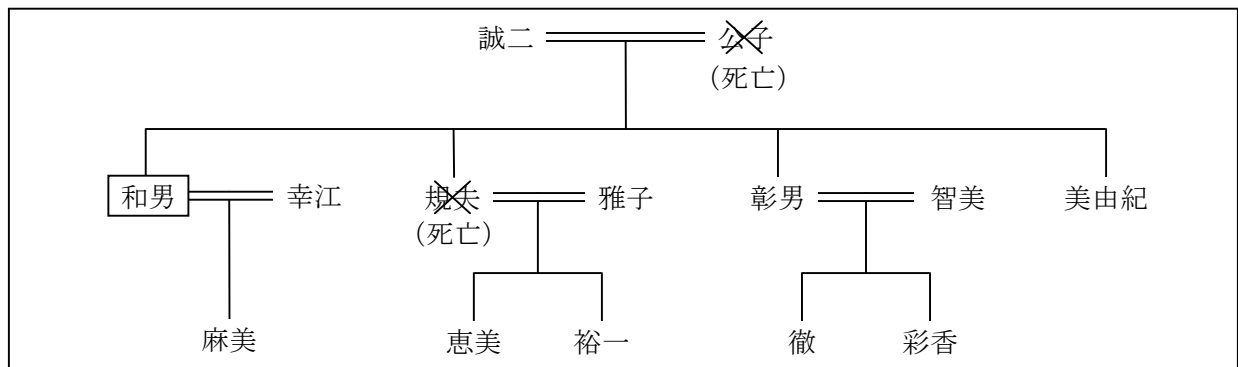 誠二 公子
(死亡)
和男 幸江 規夫 雅子 彰男 智美 美由紀
(死亡)
麻美 恵美 裕一 徹 彩香